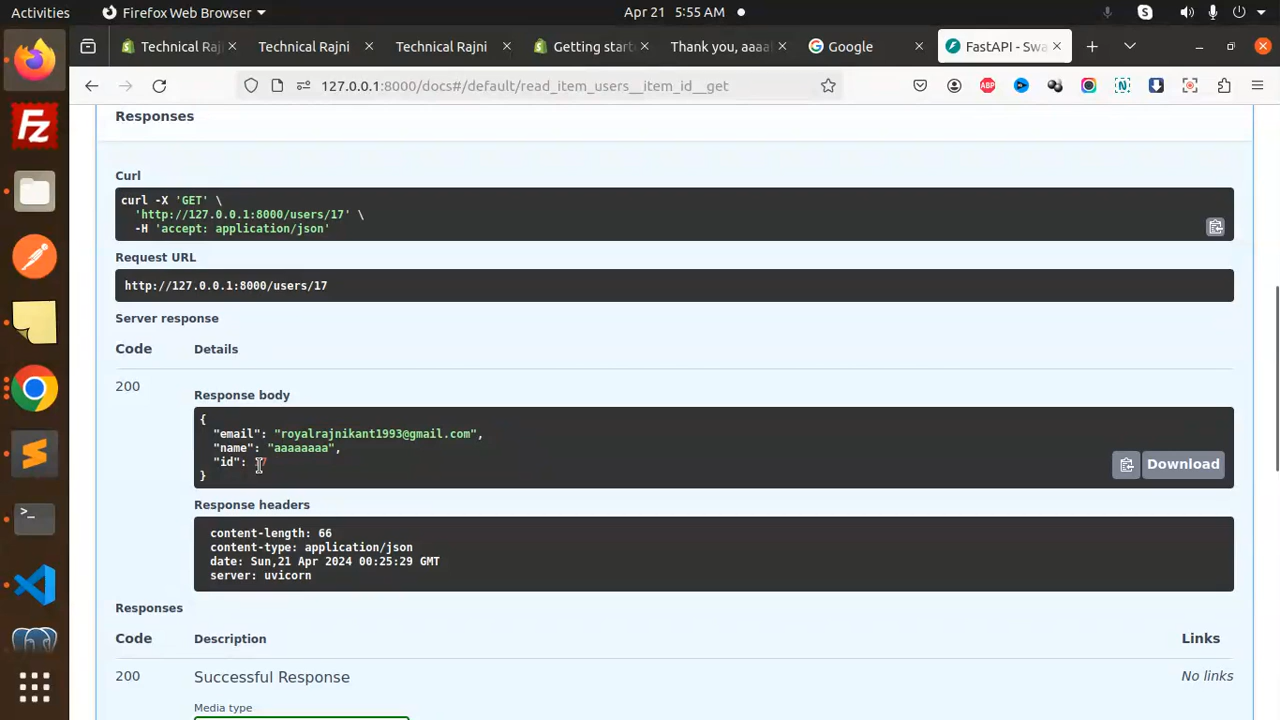 Activities Firefox Web Browser Apr 21 5:55 AM
Technical Raj Technical Rajni Technical Rajni Getting start Thank you, aaaal Google FastAPI - Swa
127.0.0.1:8000/docs#/default/read_item_users__item_id__get
Responses
Curl
curl -X 'GET' \
'http://127.0.0.1:8000/users/17' \
-H 'accept: application/json'
Request URL
http://127.0.0.1:8000/users/17
Server response
Code Details
200
Response body
{
"email": "royalrajnikant1993@gmail.com",
"name": "aaaaaaaa",
"id": 17
}
Download
Response headers
content-length: 66
content-type: application/json
date: Sun,21 Apr 2024 00:25:29 GMT
server: uvicorn
Responses
Code Description Links
200 Successful Response No links
Media type